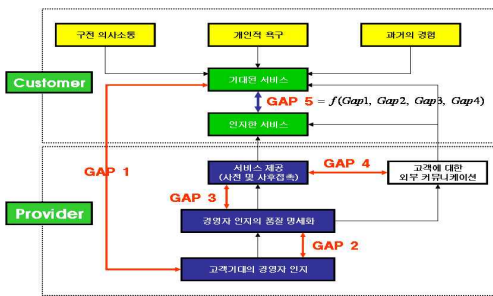 구전 의사소통
개인적 욕구
과거의 경험
Customer
기대된 서비스
GAP 5 = f(Gap1, Gap2, Gap3, Gap4)
인지한 서비스
GAP 1
서비스 제공
(사전 및 사후접촉)
GAP 4
고객에 대한
외부 커뮤니케이션
GAP 3
Provider
경영자 인지의 품질 명세화
GAP 2
고객기대의 경영자 인지